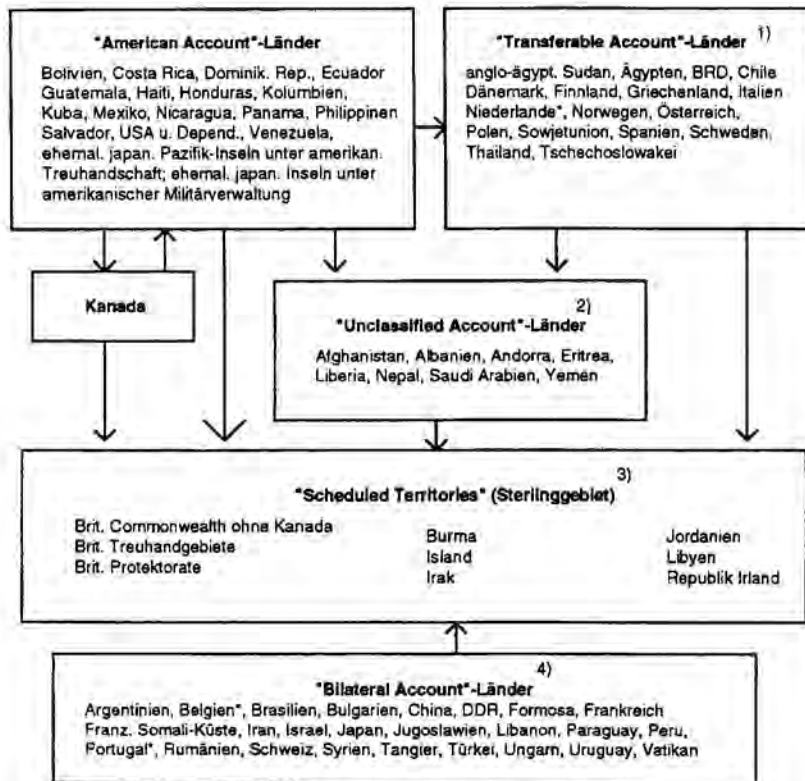 "American Account"-Länder
Bolivien, Costa Rica, Dominik. Rep., Ecuador
Guatemala, Haiti, Honduras, Kolumbien,
Kuba, Mexiko, Nicaragua, Panama, Philippinen
Salvador, USA u. Depend., Venezuela,
ehemal. japan. Pazifik-Inseln unter amerikan.
Treuhandschaft; ehemal. japan. Inseln unter
amerikanischer Militärverwaltung
"Transferable Account"-Länder 1)
anglo-ägypt. Sudan, Ägypten, BRD, Chile
Dänemark, Finnland, Griechenland, Italien
Niederlande*, Norwegen, Österreich,
Polen, Sowjetunion, Spanien, Schweden,
Thailand, Tschechoslowakei
Kanada
2)
"Unclassified Account"-Länder
Afghanistan, Albanien, Andorra, Eritrea,
Liberia, Nepal, Saudi Arabien, Yemen
3)
"Scheduled Territories" (Sterlinggebiet)
Brit. Commonwealth ohne Kanada
Brit. Treuhandgebiete
Brit. Protektorate
Burma
Island
Irak
Jordanien
Libyen
Republik Irland
4)
"Bilateral Account"-Länder
Argentinien, Belgien*, Brasilien, Bulgarien, China, DDR, Formosa, Frankreich
Franz. Somali-Küste, Iran, Israel, Japan, Jugoslawien, Libanon, Paraguay, Peru,
Portugal*, Rumänien, Schweiz, Syrien, Tangier, Türkei, Ungarn, Uruguay, Vatikan